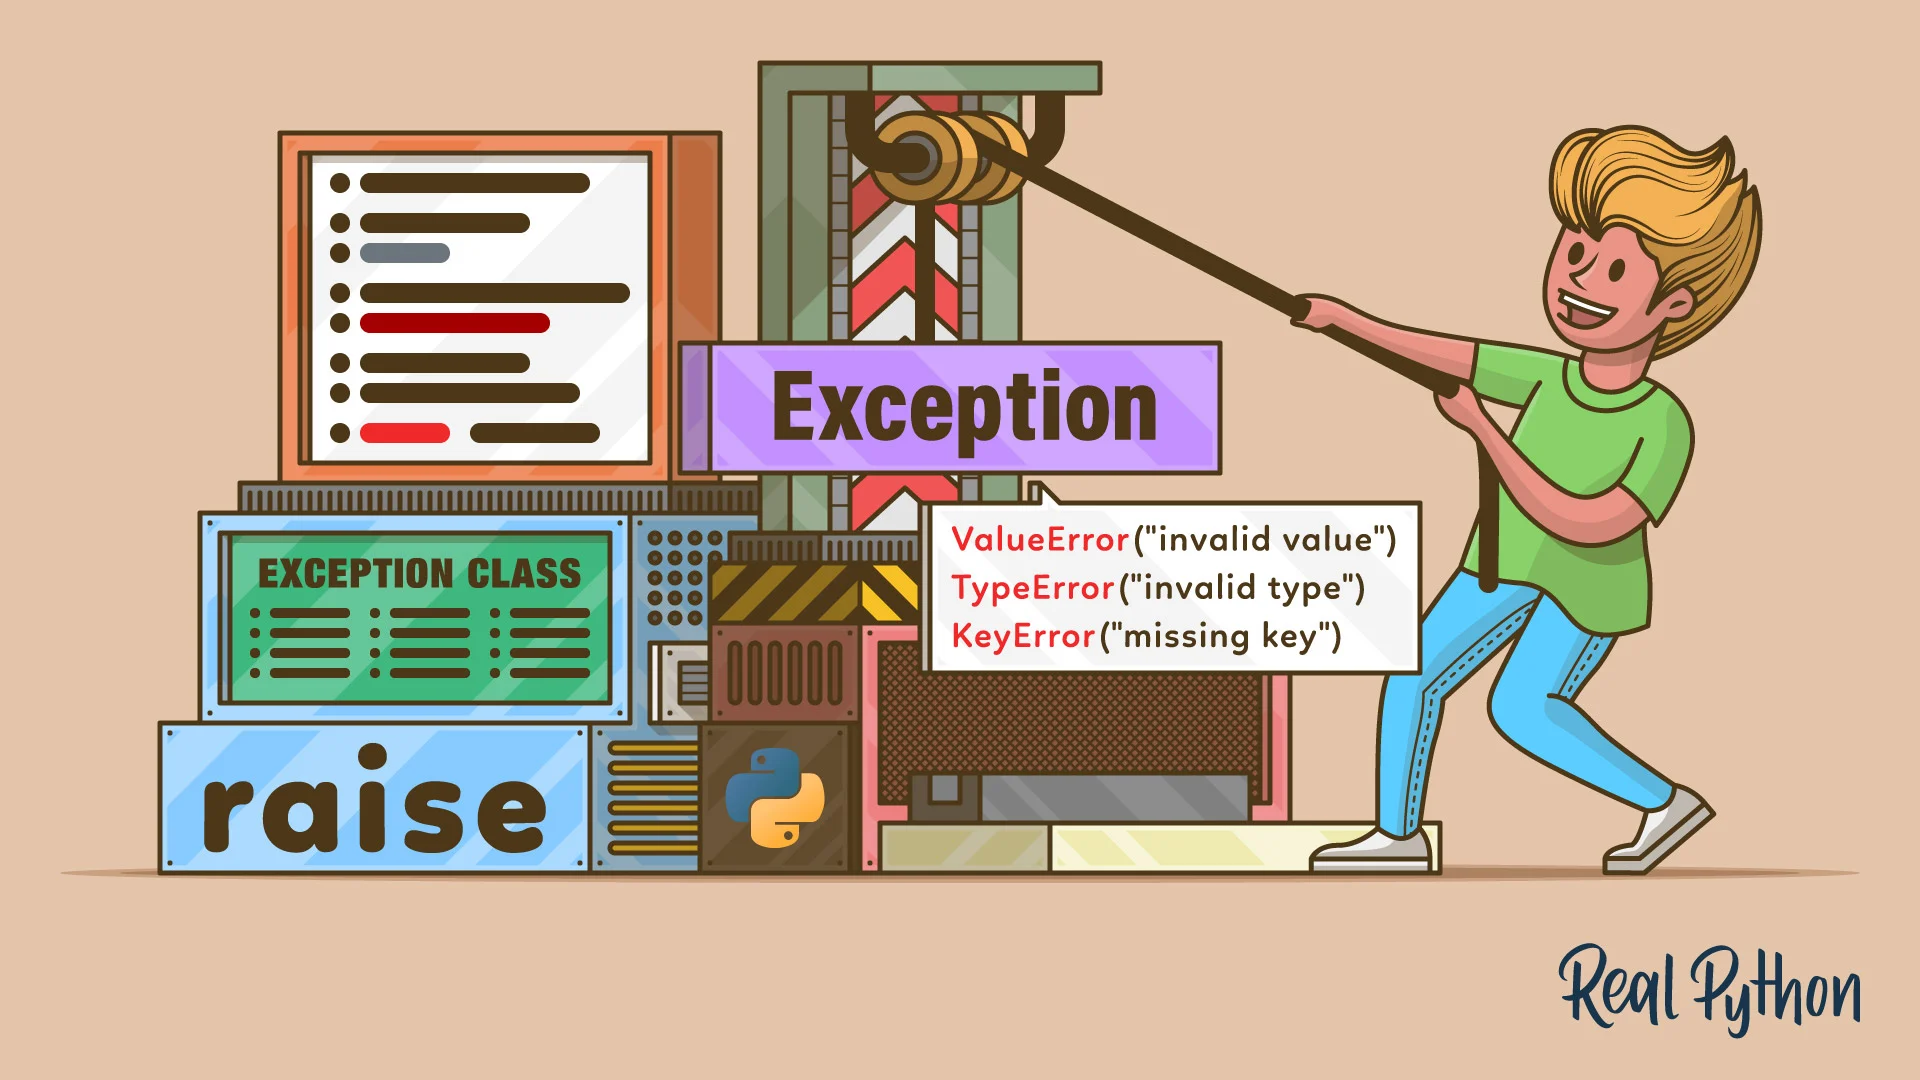 Exception
ValueError("invalid value")
TypeError("invalid type")
KeyError("missing key")
EXCEPTION CLASS
raise
Real Python